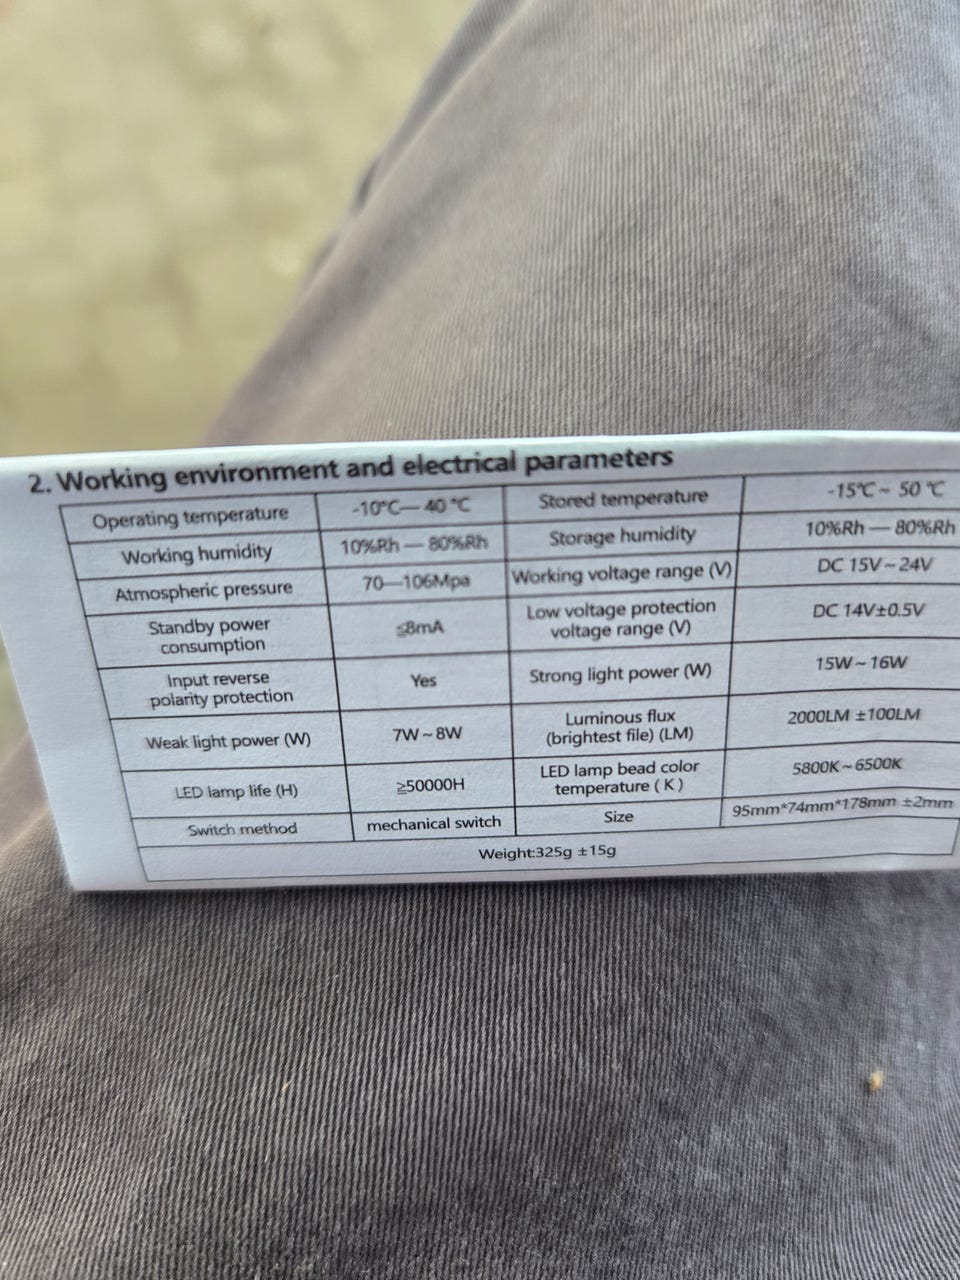 2. Working environment and electrical parameters
Operating temperature -10℃— 40 ℃ Stored temperature -15℃ ~ 50 ℃
Working humidity 10%Rh — 80%Rh Storage humidity 10%Rh — 80%Rh
Atmospheric pressure 70—106Mpa Working voltage range (V) DC 15V~24V
Standby power
consumption
≤8mA
Low voltage protection
voltage range (V)
DC 14V±0.5V
Input reverse
polarity protection
Yes
Strong light power (W)
15W~16W
Weak light power (W)
7W~8W
Luminous flux
(brightest file) (LM)
2000LM ±100LM
LED lamp life (H)
≧50000H
LED lamp bead color
temperature ( K )
5800K~6500K
Switch method mechanical switch Size 95mm*74mm*178mm ±2mm
Weight:325g ±15g